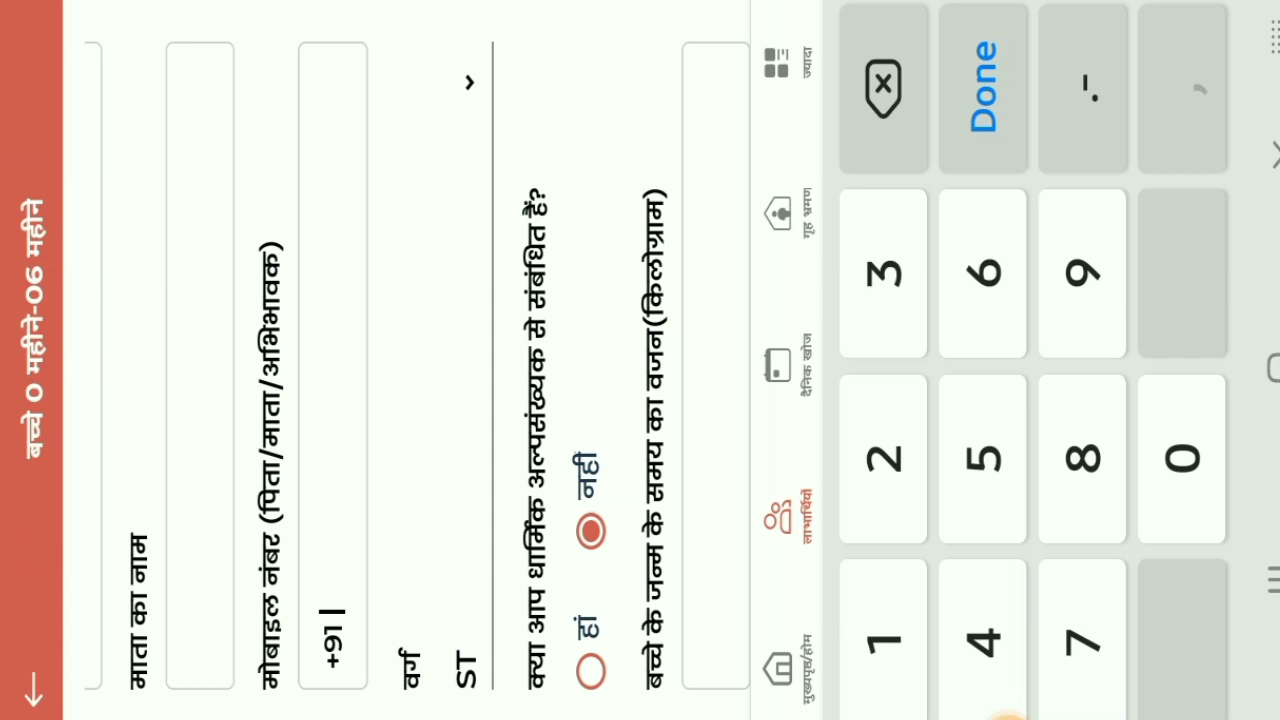 बच्चे 0 महीने-06 महीने
माता का नाम
मोबाइल नंबर (पिता/माता/अभिभावक)
+91
वर्ग
ST
क्या आप धार्मिक अल्पसंख्यक से संबंधित हैं?
हां नहीं
बच्चे के जन्म के समय का वजन(किलोग्राम)
मुख्यपृष्ठ/होम लाभार्थियों दैनिक खोज गृह भ्रमण ज्यादा
1 2 3
4 5 6 Done
7 8 9 .-
0 ,